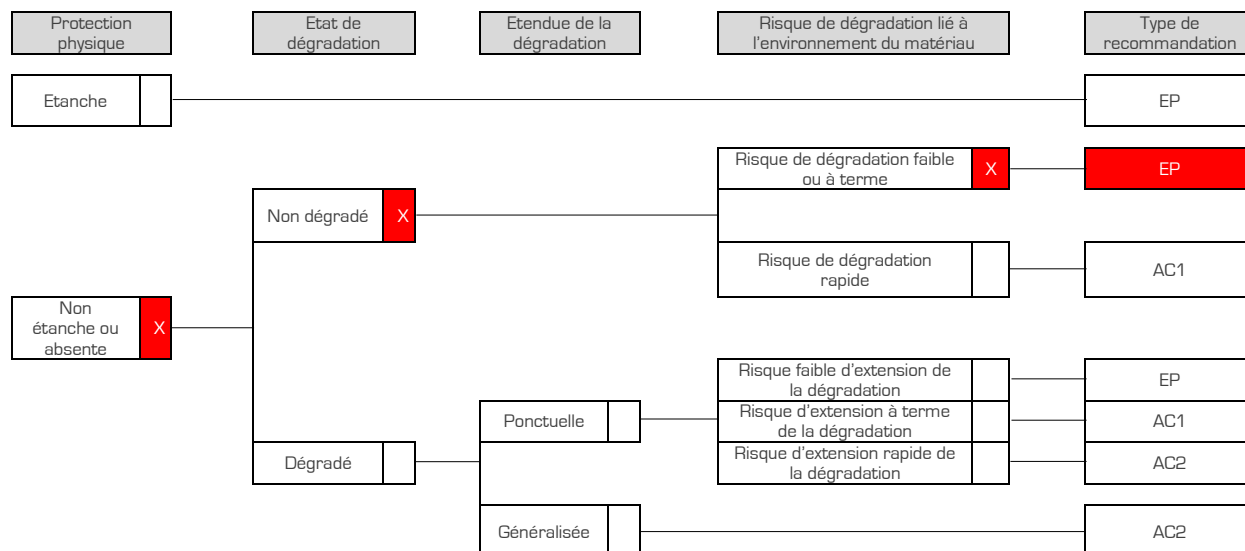 Protection
physique
Etat de
dégradation
Etendue de la
dégradation
Risque de dégradation lié à
l'environnement du matériau
Type de
recommandation
Etanche
EP
Risque de dégradation faible
ou à terme
X
EP
Non dégradé
X
Risque de dégradation
rapide
AC1
Non
étanche ou
absente
X
Risque faible d'extension de
la dégradation
EP
Ponctuelle
Risque d'extension à terme
de la dégradation
AC1
Dégradé
Risque d'extension rapide de
la dégradation
AC2
Généralisée
AC2